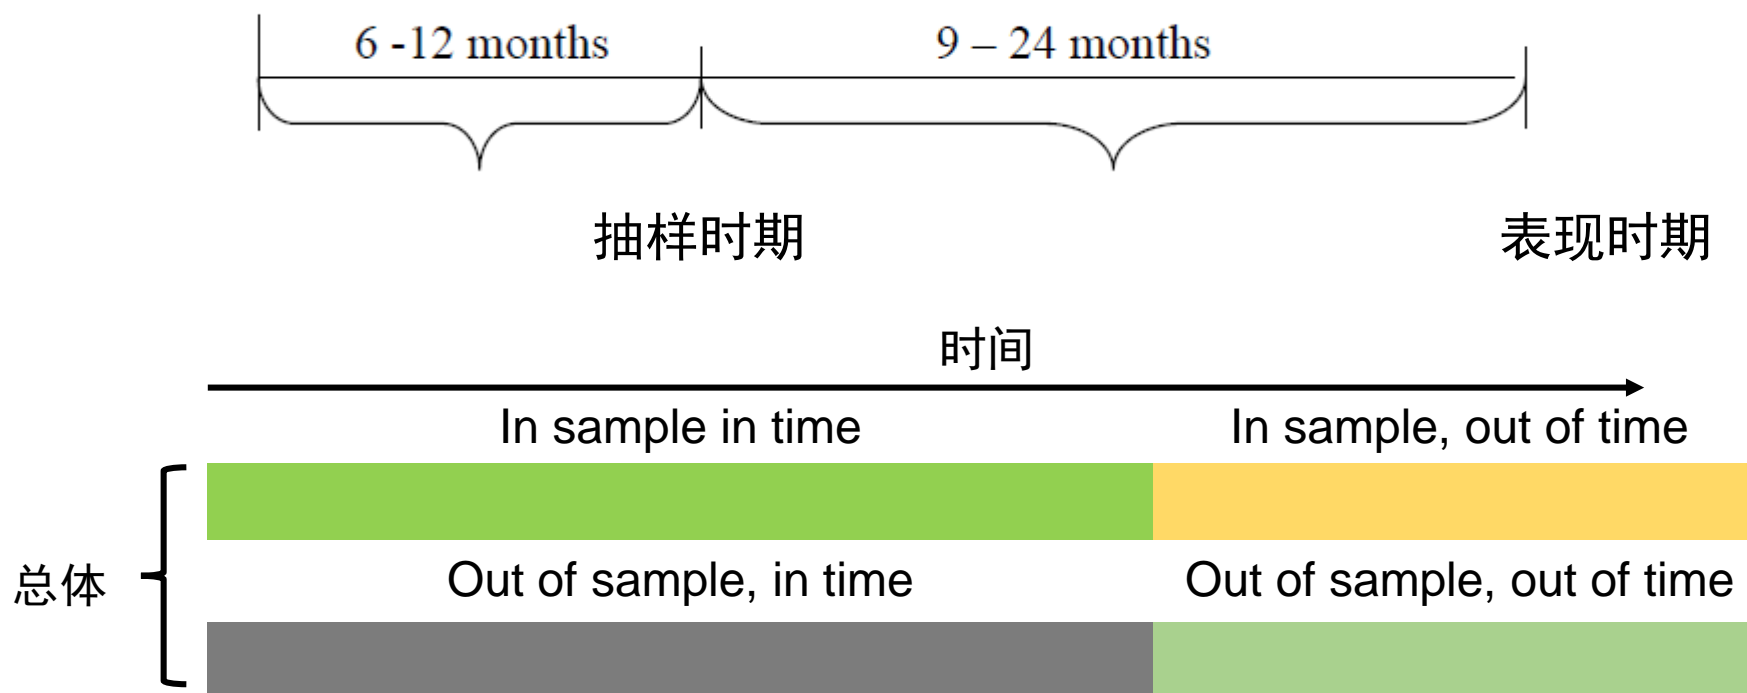 6 -12 months
9 – 24 months
抽样时期
表现时期
时间
In sample in time
In sample, out of time
总体
Out of sample, in time
Out of sample, out of time